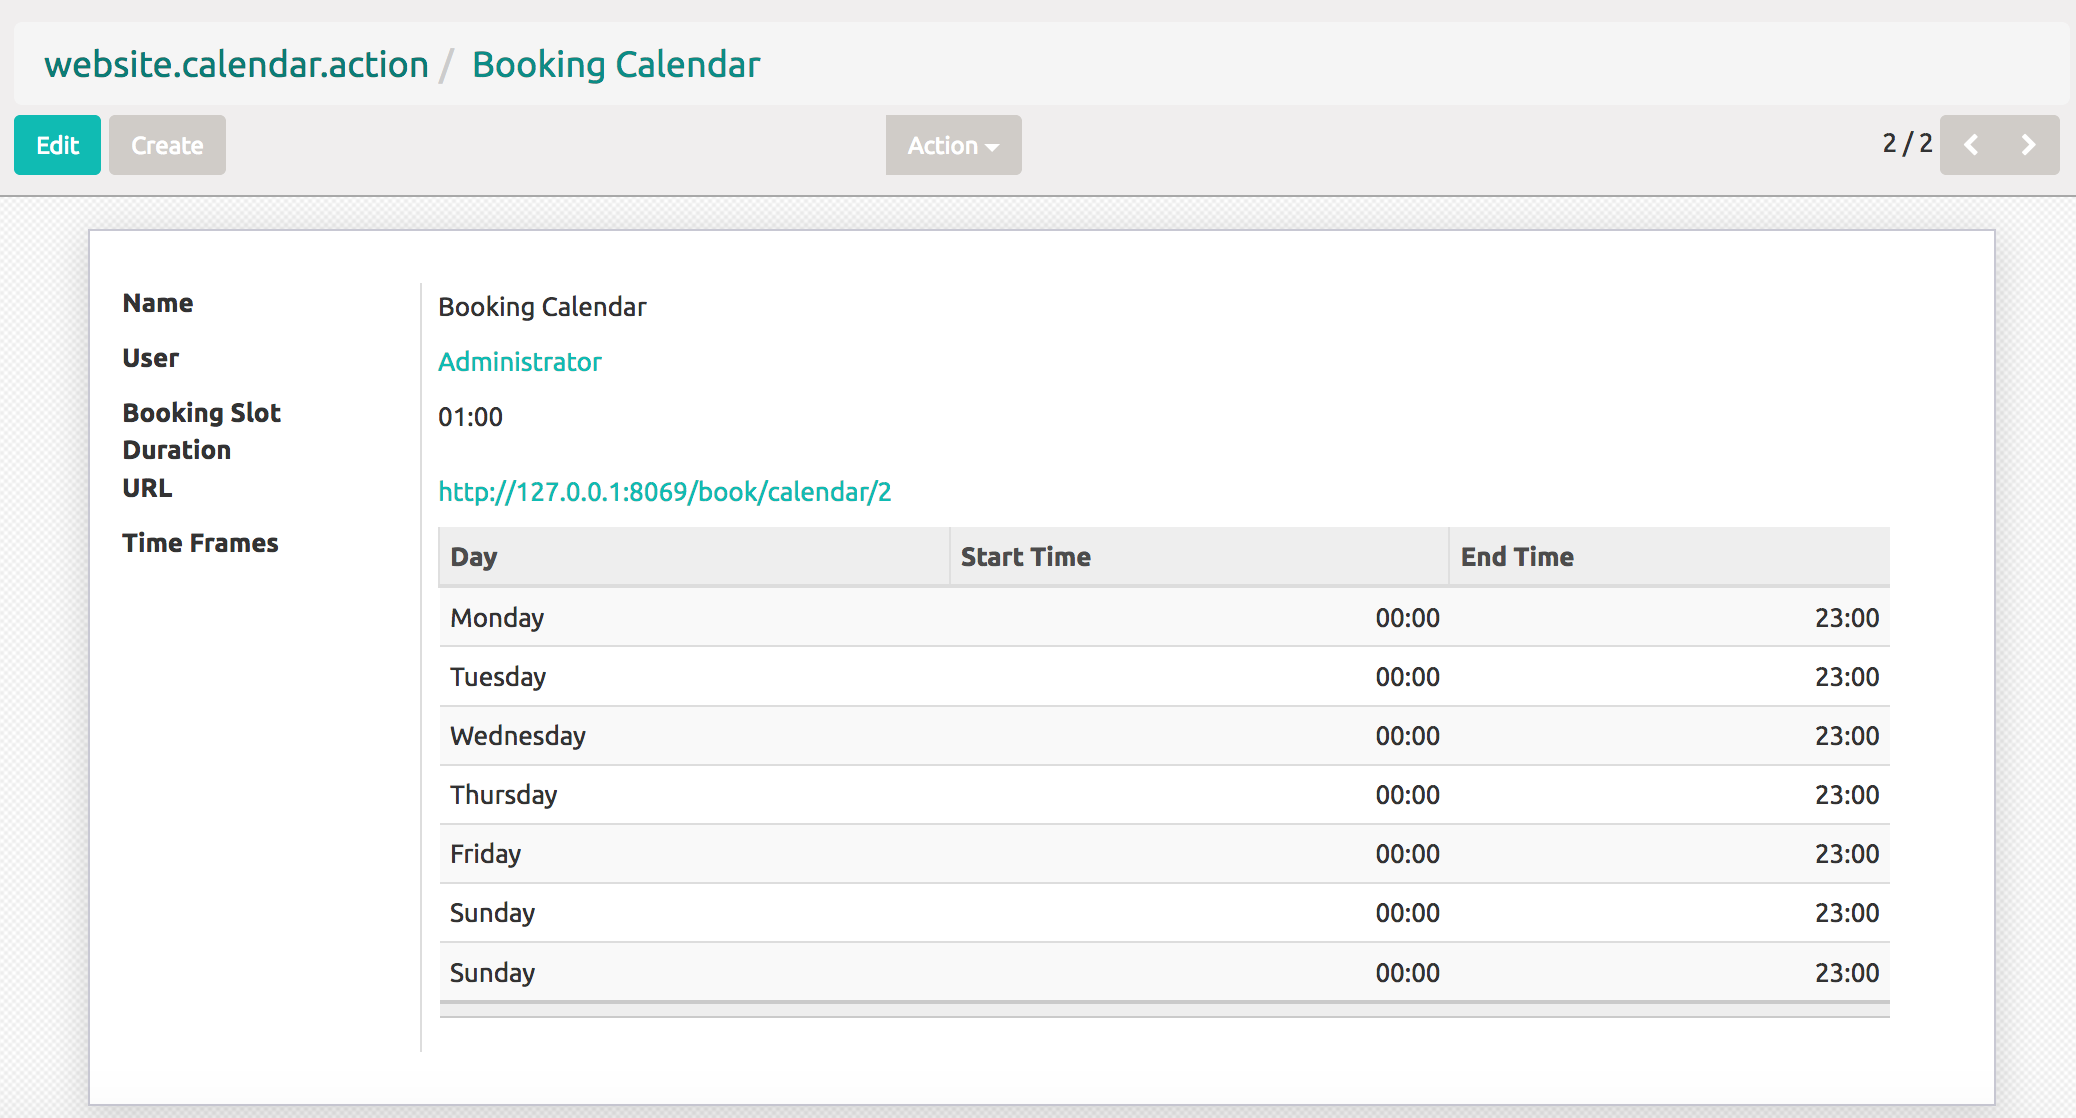 website.calendar.action / Booking Calendar
Edit Create Action 2 / 2
Name Booking Calendar
User Administrator
Booking Slot Duration 01:00
URL http://127.0.0.1:8069/book/calendar/2
Time Frames
Day Start Time End Time
Monday 00:00 23:00
Tuesday 00:00 23:00
Wednesday 00:00 23:00
Thursday 00:00 23:00
Friday 00:00 23:00
Sunday 00:00 23:00
Sunday 00:00 23:00